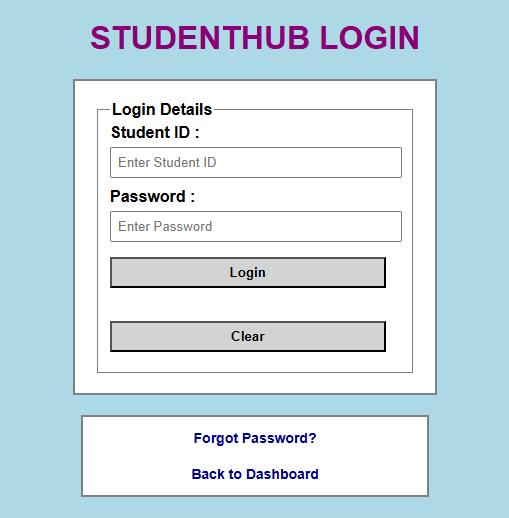 STUDENTHUB LOGIN
Login Details
Student ID :
Enter Student ID
Password :
Enter Password
Login
Clear
Forgot Password?
Back to Dashboard